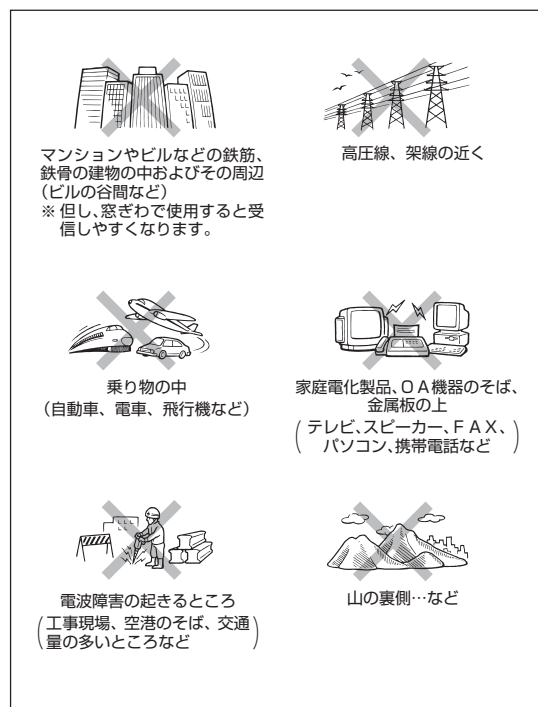 マンションやビルなどの鉄筋、
鉄骨の建物の中およびその周辺
(ビルの谷間など)
※ 但し、窓ぎわで使用すると受
信しやすくなります。
高圧線、架線の近く
乗り物の中
(自動車、電車、飛行機など)
家庭電化製品、OA機器のそば、
金属板の上
(テレビ、スピーカー、FAX、
パソコン、携帯電話など)
電波障害の起きるところ
(工事現場、空港のそば、交通
量の多いところなど)
山の裏側…など